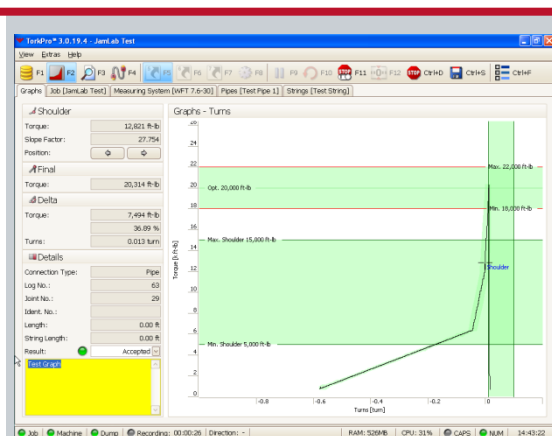 TorkPro® 3.0.19.4 - JamLab Test
View Extras Help
F1 F2 F3 F4 F5 F6 F7 F8 F9 F10 F11 F12 Ctrl+D Ctrl+S Ctrl+F
Graphs Job [JamLab Test] Measuring System [WFT 7.6-30] Pipes [Test Pipe 1] Strings [Test String]
Shoulder
Torque: 12,821 ft-lb
Slope Factor: 27.754
Position:
Final
Torque: 20,314 ft-lb
Delta
Torque: 7,494 ft-lb
36.89 %
Turns: 0.013 turn
Details
Connection Type: Pipe
Log No.: 63
Joint No.: 29
Ident. No.:
Length: 0.00 ft
String Length: 0.00 ft
Result: Accepted
Test Graph
Graphs - Turns
26
24
22
20
18
16
14
12
10
8
6
4
2
0
Torque [k.ft-lb]
Max. 22,000 ft-lb
Opt. 20,000 ft-lb
Min. 18,000 ft-lb
Max. Shoulder 15,000 ft-lb
Shoulder
Min. Shoulder 5,000 ft-lb
-0.8 -0.6 -0.4 -0.2 0
Turns [turn]
Job Machine Dump Recording: 00:00:26 Direction: - RAM: 526MB CPU: 31% CAPS NUM 14:43:22